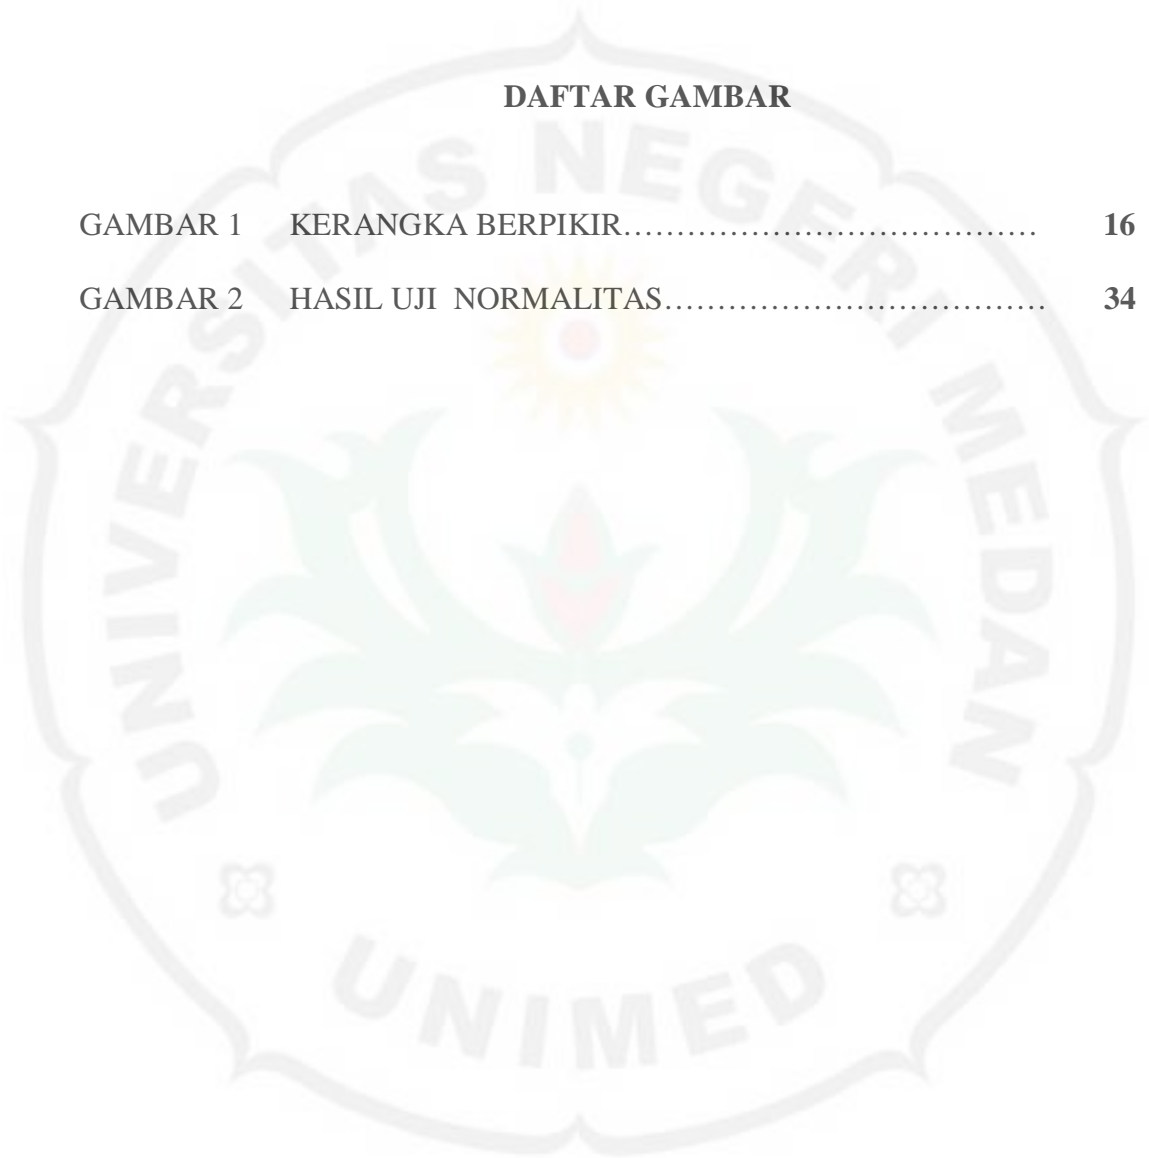 DAFTAR GAMBAR
GAMBAR 1 KERANGKA BERPIKIR………………………………… 16
GAMBAR 2 HASIL UJI NORMALITAS……………………………… 34
UNIVERSITAS NEGERI MEDAN
UNIMED